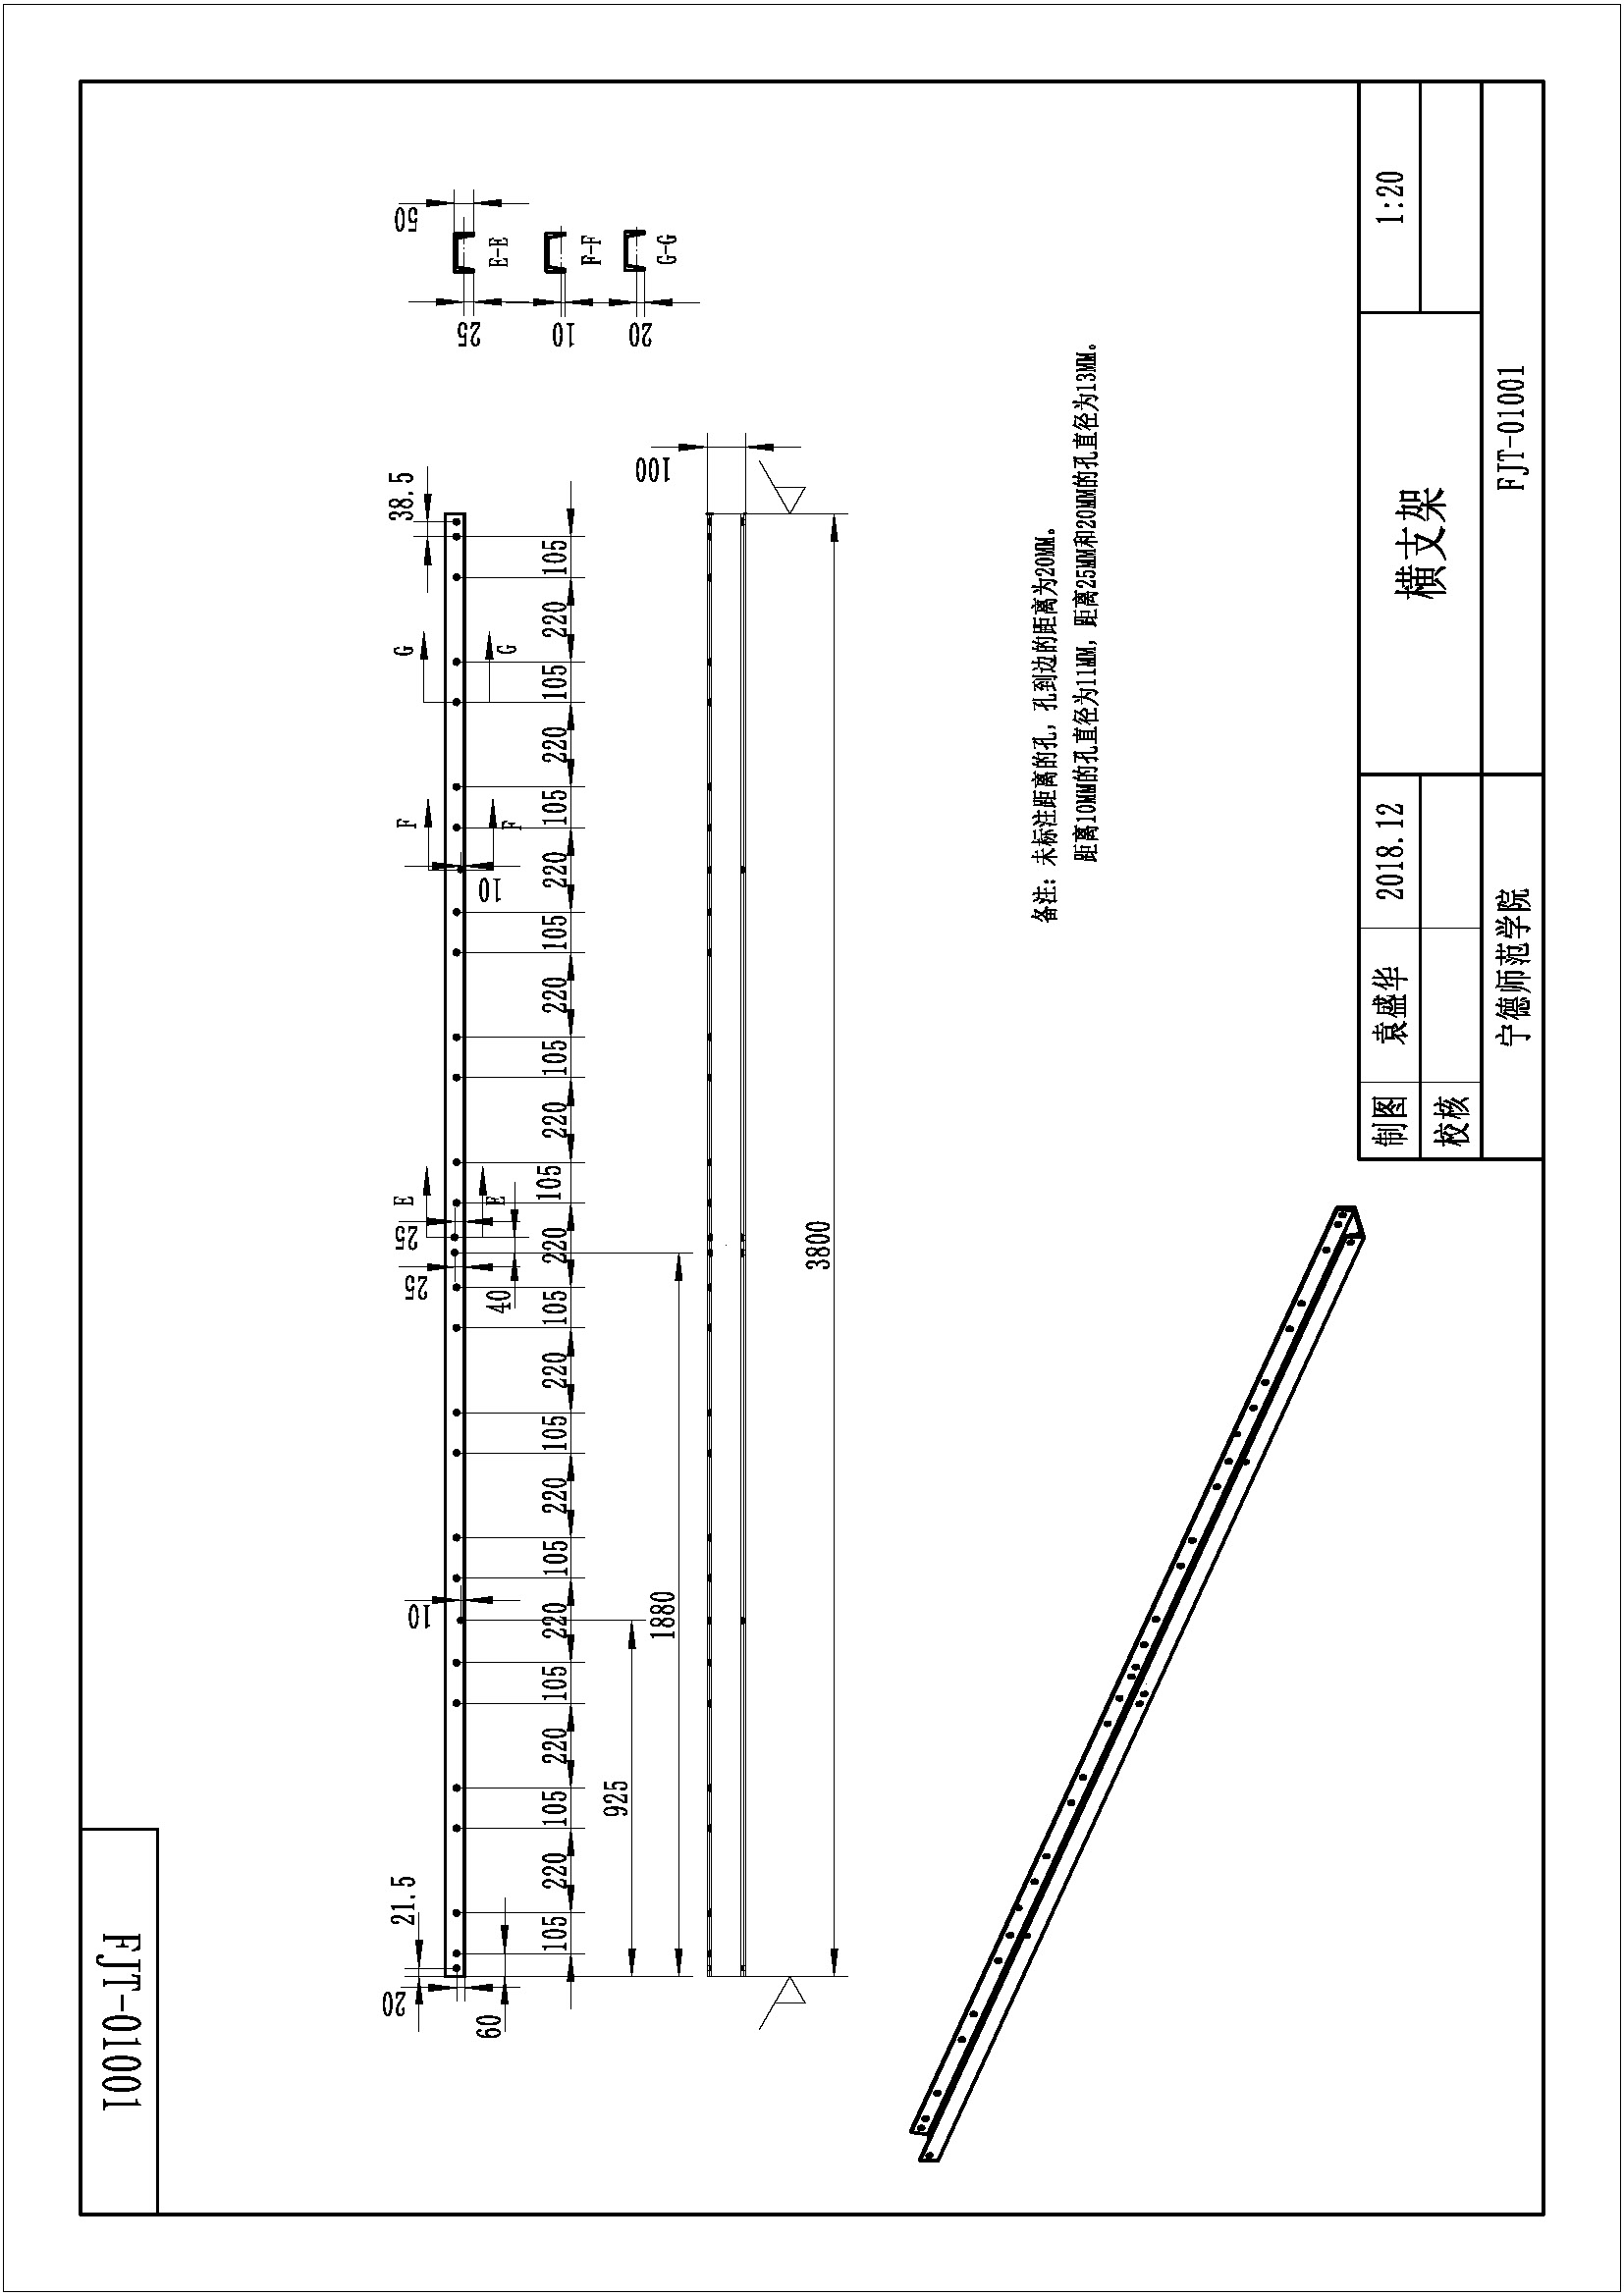 FJT-01001
20 21.5 10 25 25 E F G 38.5 50
60 40 E 10 F G 25 E-E
105 220 105 220 105 220 105 220 105 220 105 220 105 220 105 220 105 220 105 220 105 220 105
10 F-F
925
20 G-G
1880
100
3800
备注：未标注距离的孔，孔到边的距离为20MM。
距离10MM的孔直径为11MM，距离25MM和20MM的孔直径为13MM。
制图 袁盛华 2018.12 横支架 1:20
校核
宁德师范学院 FJT-01001